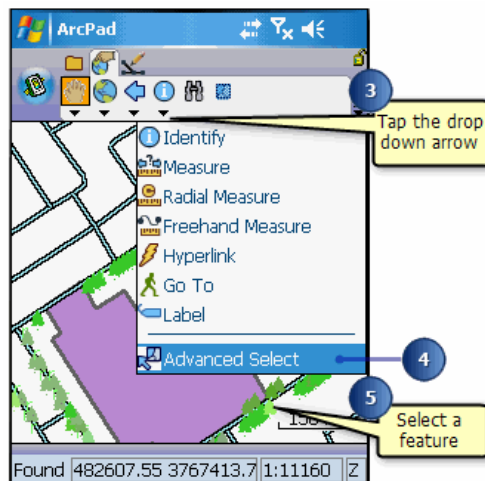 ArcPad
3
Tap the drop
down arrow
Identify
Measure
Radial Measure
Freehand Measure
Hyperlink
Go To
Label
Advanced Select
4
5
Select a
feature
Found 482607.55 3767413.7 1:11160 Z